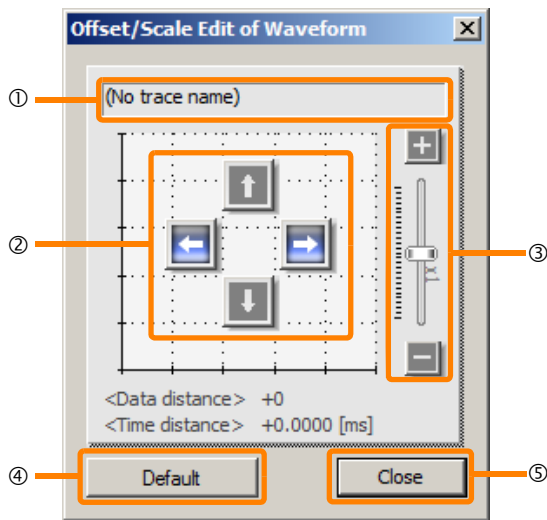 Offset/Scale Edit of Waveform
①
(No trace name)
②
③
x1
<Data distance> +0
<Time distance> +0.0000 [ms]
④
Default
Close
⑤